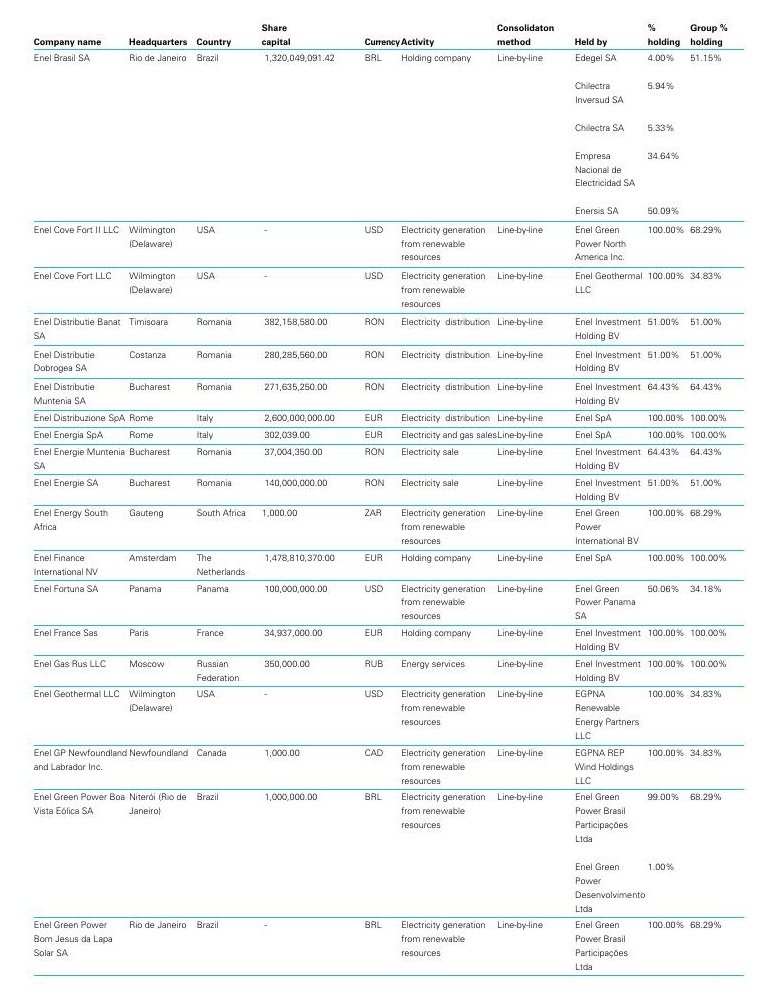 Share Consolidaton % Group %
Company name Headquarters Country capital Currency Activity method Held by holding holding
Enel Brasil SA Rio de Janeiro Brazil 1,320,049,091.42 BRL Holding company Line-by-line Edegel SA 4.00% 51.15%
Chilectra 5.94%
Inversud SA
Chilectra SA 5.33%
Empresa 34.64%
Nacional de
Electricidad SA
Enersis SA 50.09%
Enel Cove Fort II LLC Wilmington USA - USD Electricity generation Line-by-line Enel Green 100.00% 68.29%
(Delaware) from renewable Power North
resources America Inc.
Enel Cove Fort LLC Wilmington USA - USD Electricity generation Line-by-line Enel Geothermal 100.00% 34.83%
(Delaware) from renewable LLC
resources
Enel Distributie Banat Timisoara Romania 382,158,580.00 RON Electricity distribution Line-by-line Enel Investment 51.00% 51.00%
SA Holding BV
Enel Distributie Costanza Romania 280,285,560.00 RON Electricity distribution Line-by-line Enel Investment 51.00% 51.00%
Dobrogea SA Holding BV
Enel Distributie Bucharest Romania 271,635,250.00 RON Electricity distribution Line-by-line Enel Investment 64.43% 64.43%
Muntenia SA Holding BV
Enel Distribuzione SpA Rome Italy 2,600,000,000.00 EUR Electricity distribution Line-by-line Enel SpA 100.00% 100.00%
Enel Energia SpA Rome Italy 302,039.00 EUR Electricity and gas sales Line-by-line Enel SpA 100.00% 100.00%
Enel Energie Muntenia Bucharest Romania 37,004,350.00 RON Electricity sale Line-by-line Enel Investment 64.43% 64.43%
SA Holding BV
Enel Energie SA Bucharest Romania 140,000,000.00 RON Electricity sale Line-by-line Enel Investment 51.00% 51.00%
Holding BV
Enel Energy South Gauteng South Africa 1,000.00 ZAR Electricity generation Line-by-line Enel Green 100.00% 68.29%
Africa from renewable Power
resources International BV
Enel Finance Amsterdam The 1,478,810,370.00 EUR Holding company Line-by-line Enel SpA 100.00% 100.00%
International NV Netherlands
Enel Fortuna SA Panama Panama 100,000,000.00 USD Electricity generation Line-by-line Enel Green 50.06% 34.18%
from renewable Power Panama
resources SA
Enel France Sas Paris France 34,937,000.00 EUR Holding company Line-by-line Enel Investment 100.00% 100.00%
Holding BV
Enel Gas Rus LLC Moscow Russian 350,000.00 RUB Energy services Line-by-line Enel Investment 100.00% 100.00%
Federation Holding BV
Enel Geothermal LLC Wilmington USA - USD Electricity generation Line-by-line EGPNA 100.00% 34.83%
(Delaware) from renewable Renewable
resources Energy Partners
LLC
Enel GP Newfoundland Newfoundland Canada 1,000.00 CAD Electricity generation Line-by-line EGPNA REP 100.00% 34.83%
and Labrador Inc. from renewable Wind Holdings
resources LLC
Enel Green Power Boa Niterói (Rio de Brazil 1,000,000.00 BRL Electricity generation Line-by-line Enel Green 99.00% 68.29%
Vista Eólica SA Janeiro) from renewable Power Brasil
resources Participações
Ltda
Enel Green 1.00%
Power
Desenvolvimento
Ltda
Enel Green Power Rio de Janeiro Brazil - BRL Electricity generation Line-by-line Enel Green 100.00% 68.29%
Bom Jesus da Lapa from renewable Power Brasil
Solar SA resources Participações
Ltda